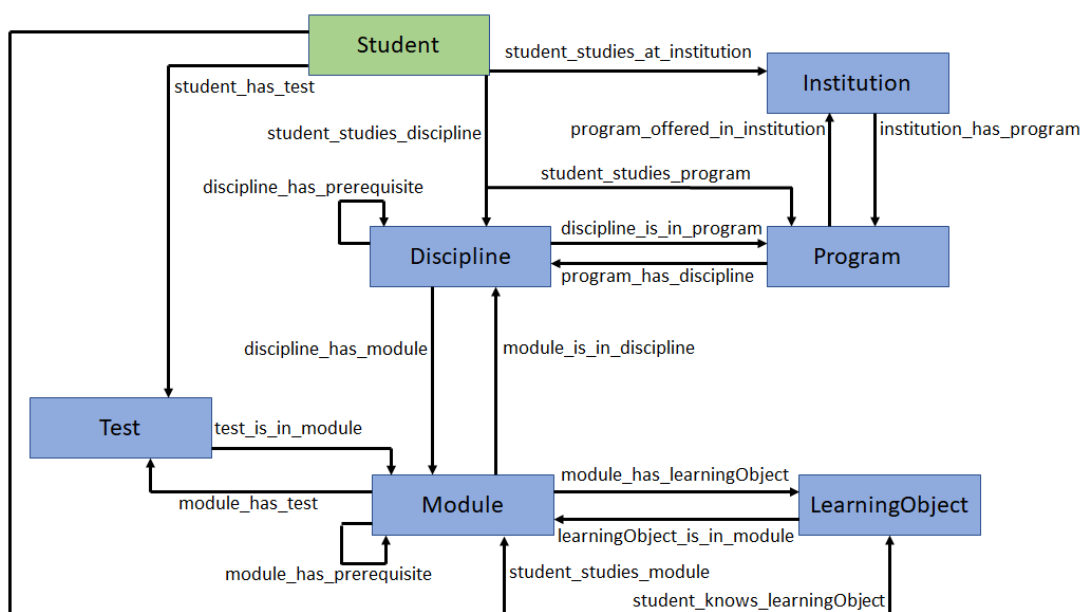 Student
student_studies_at_institution
Institution
student_has_test
program_offered_in_institution
institution_has_program
student_studies_discipline
student_studies_program
discipline_has_prerequisite
discipline_is_in_program
Discipline
Program
program_has_discipline
discipline_has_module
module_is_in_discipline
Test
test_is_in_module
module_has_learningObject
module_has_test
Module
LearningObject
learningObject_is_in_module
module_has_prerequisite
student_studies_module
student_knows_learningObject